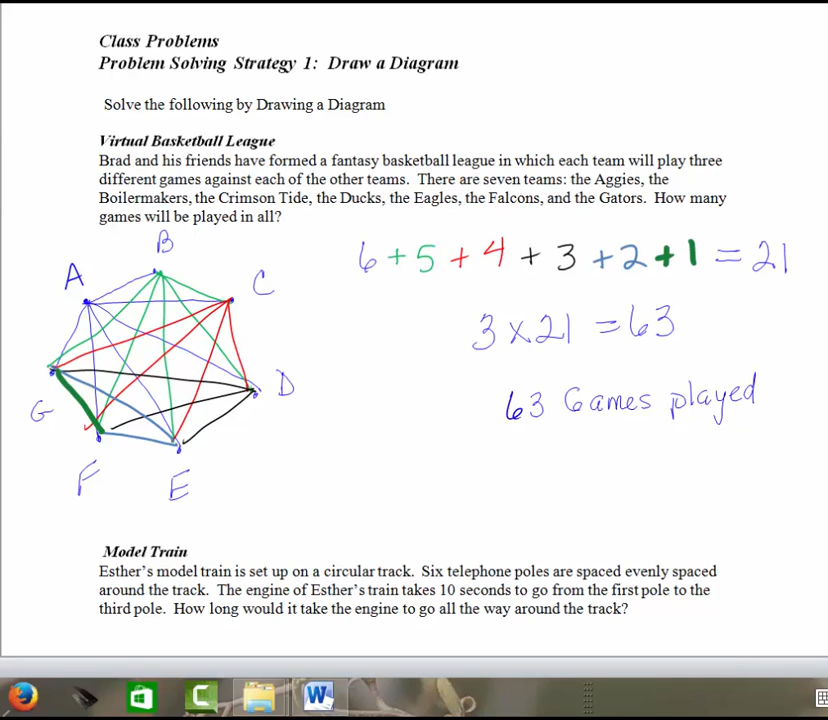 Class Problems
Problem Solving Strategy 1: Draw a Diagram
Solve the following by Drawing a Diagram
Virtual Basketball League
Brad and his friends have formed a fantasy basketball league in which each team will play three
different games against each of the other teams. There are seven teams: the Aggies, the
Boilermakers, the Crimson Tide, the Ducks, the Eagles, the Falcons, and the Gators. How many
games will be played in all?
B
A
C
D
G
F
E
6 + 5 + 4 + 3 + 2 + 1 = 21
3 × 21 = 63
63 Games played
Model Train
Esther's model train is set up on a circular track. Six telephone poles are spaced evenly spaced
around the track. The engine of Esther's train takes 10 seconds to go from the first pole to the
third pole. How long would it take the engine to go all the way around the track?
W